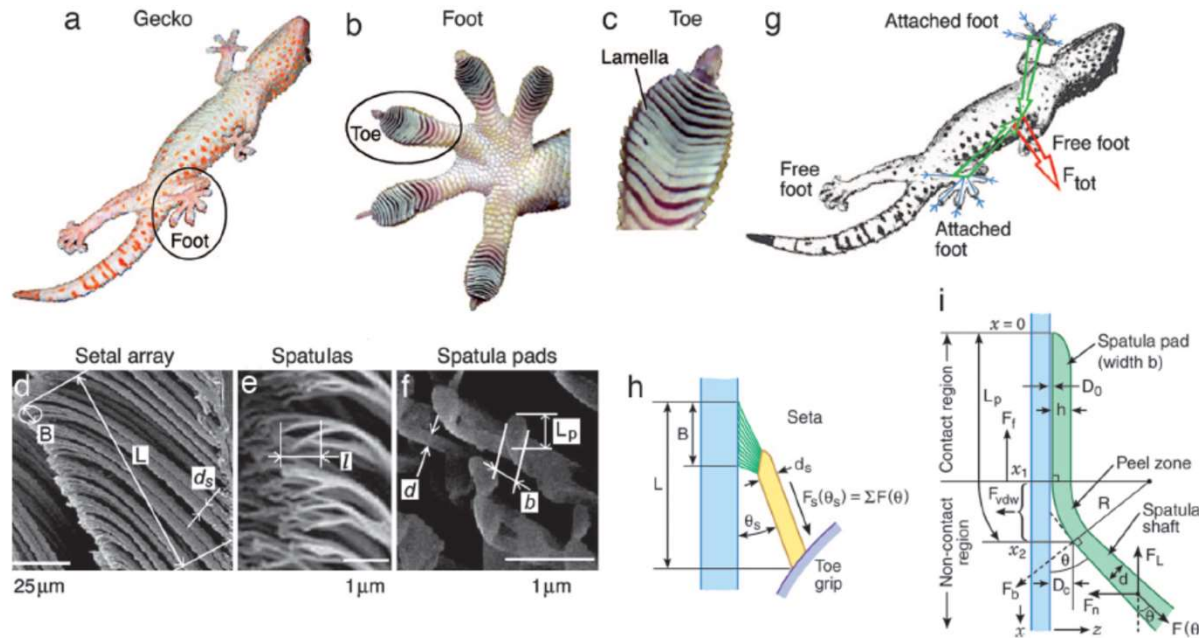 a Gecko
Foot
b Foot
Toe
c Toe
Lamella
g
Attached foot
Free foot
F_tot
Free
foot
Attached
foot
Setal array
d
B
L
d_s
25μm
Spatulas
e
l
1μm
Spatula pads
f
L_p
d
b
1μm
h
Seta
B
L
d_s
F_s(θ_s) = ΣF(θ)
θ_s
Toe
grip
i
x = 0
Spatula pad
(width b)
Contact region
L_p
D_0
h
F_f
x_1
Peel zone
F_vdw
R
Spatula
shaft
Non-contact
region
x_2
θ
F_L
d
F_b
D_c
F_n
θ
x
z
F(θ